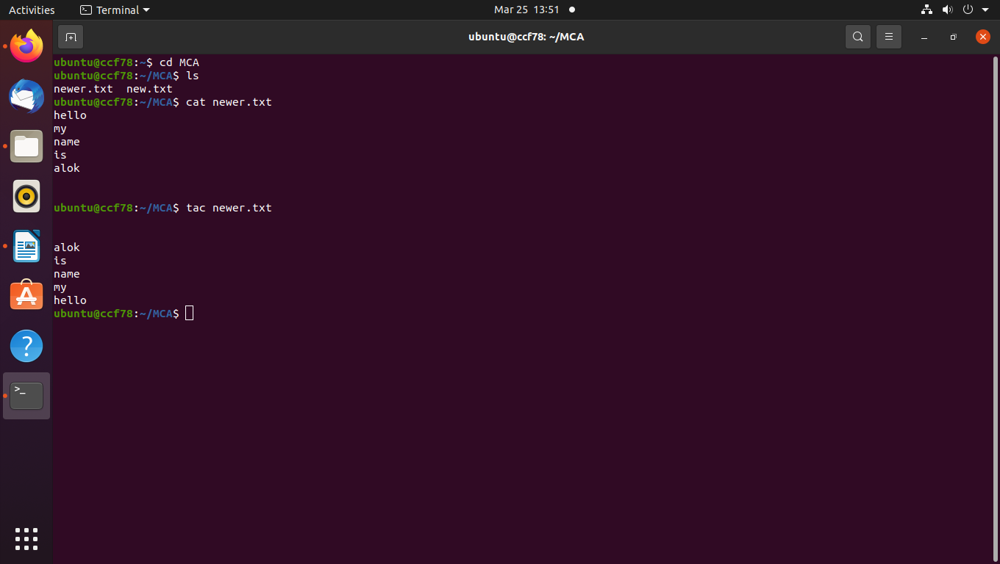 Activities Terminal Mar 25 13:51
ubuntu@ccf78: ~/MCA
ubuntu@ccf78:~$ cd MCA
ubuntu@ccf78:~/MCA$ ls
newer.txt  new.txt
ubuntu@ccf78:~/MCA$ cat newer.txt
hello
my
name
is
alok
ubuntu@ccf78:~/MCA$ tac newer.txt
alok
is
name
my
hello
ubuntu@ccf78:~/MCA$